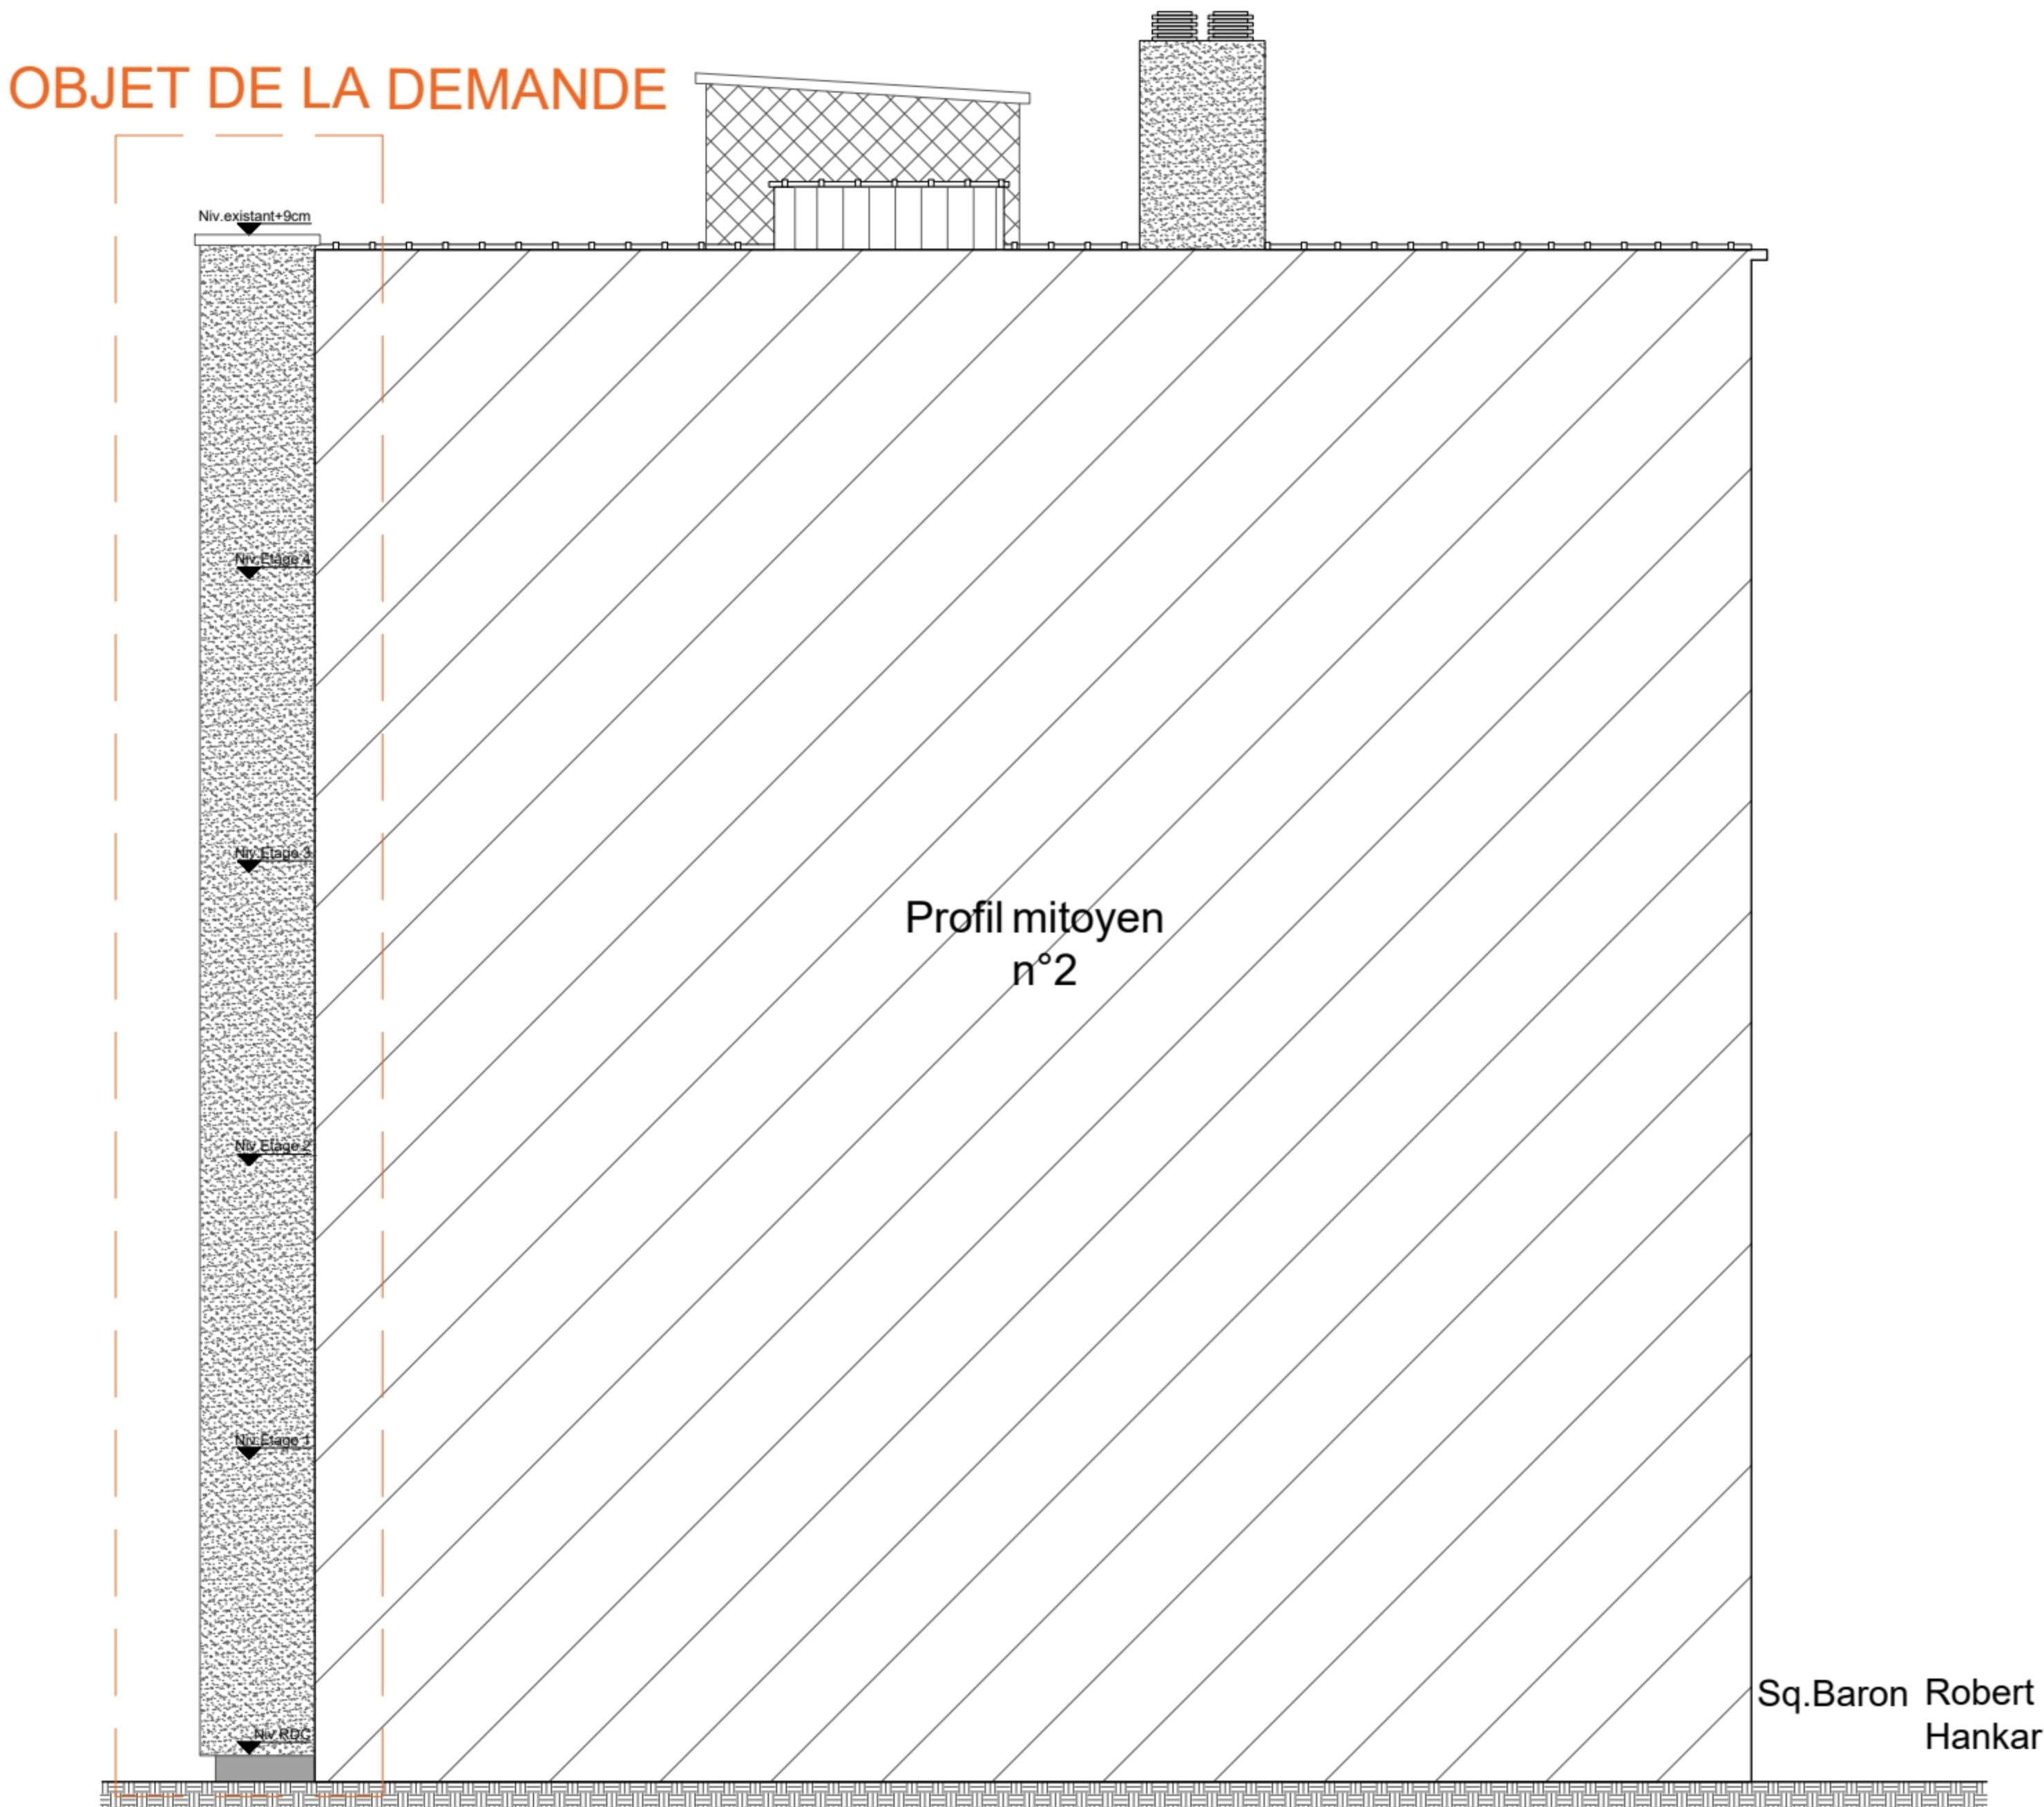 OBJET DE LA DEMANDE
Niv.existant+9cm
Niv.Etage 4
Niv.Etage 3
Profil mitoyen
n°2
Niv.Etage 2
Niv.Etage 1
Sq.Baron Robert
Hankar
Niv.RDC